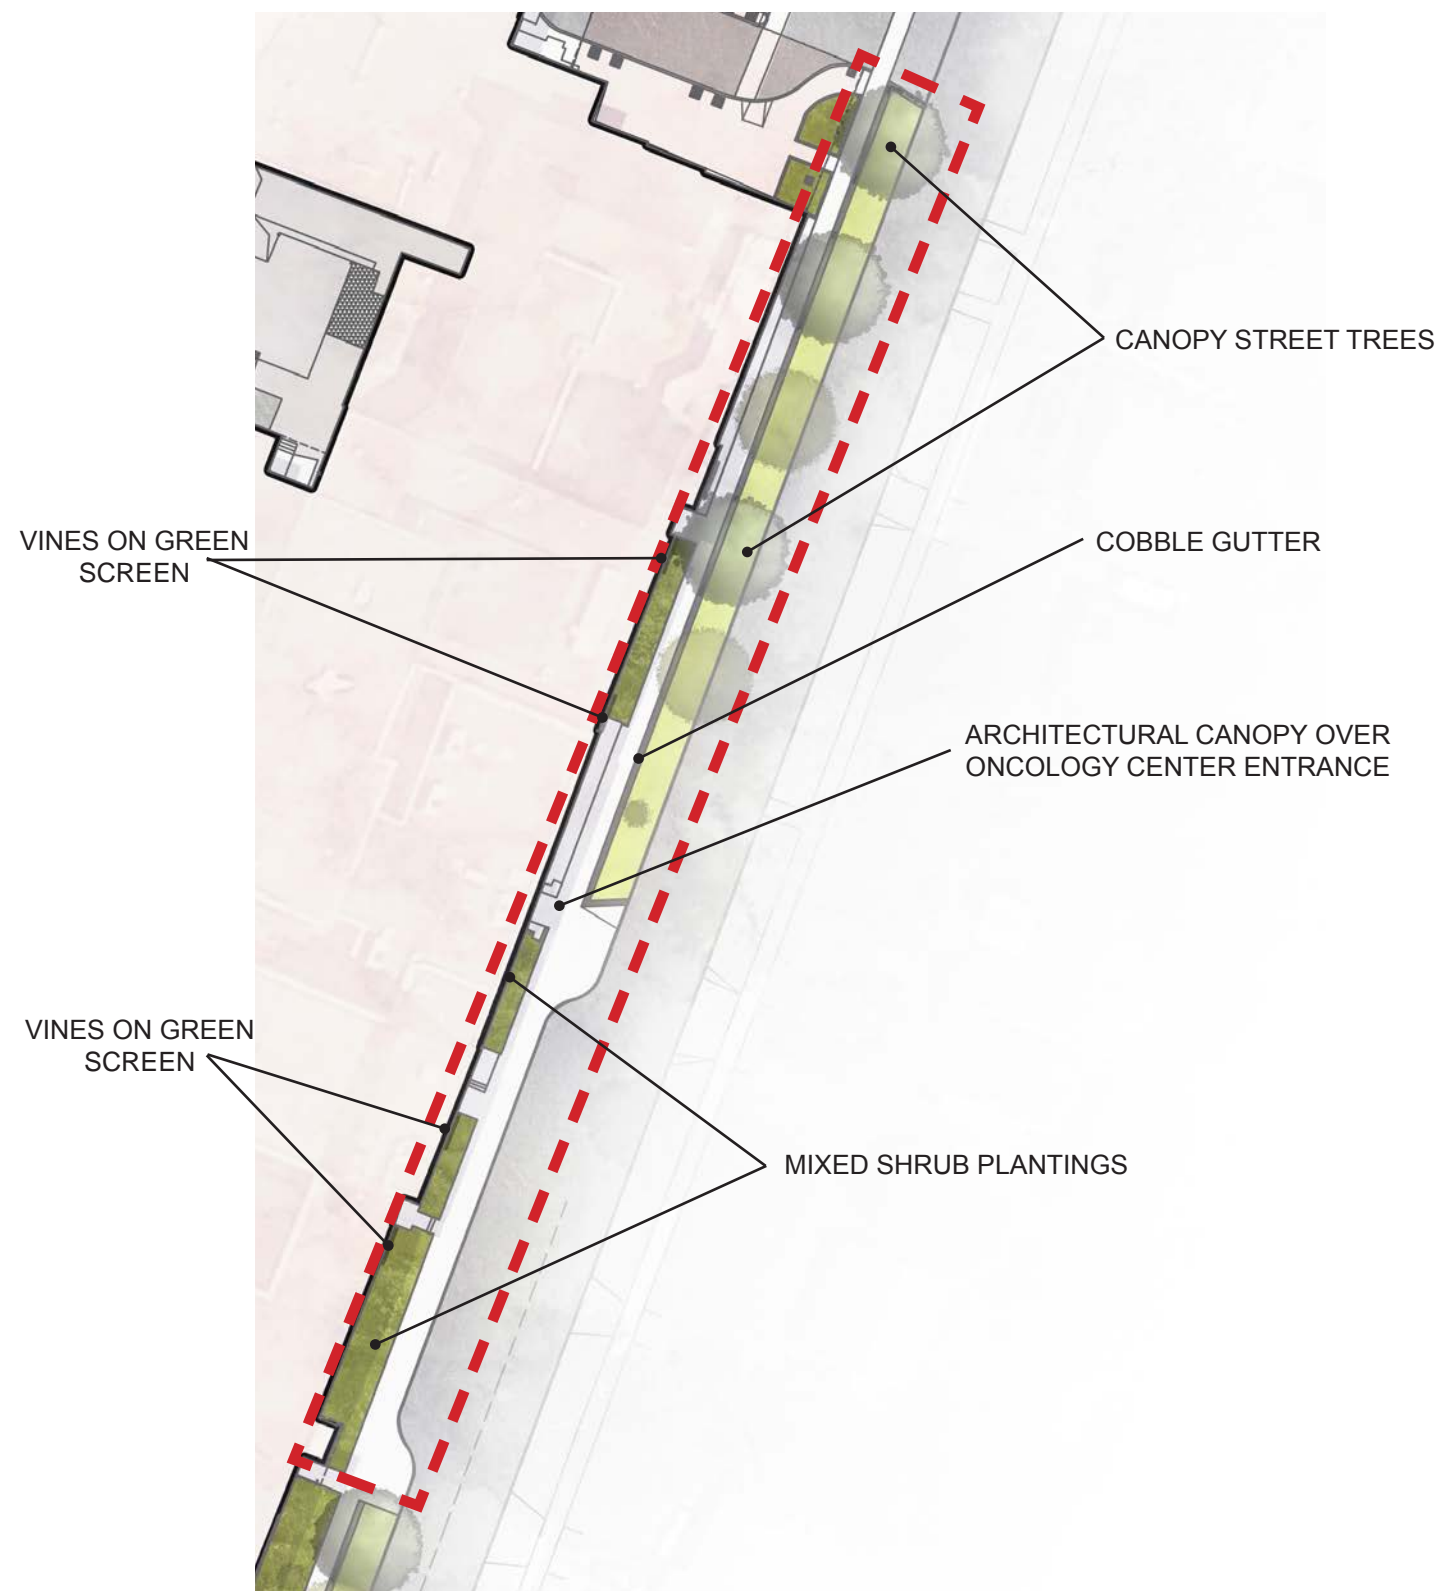 CANOPY STREET TREES
VINES ON GREEN
SCREEN
COBBLE GUTTER
ARCHITECTURAL CANOPY OVER
ONCOLOGY CENTER ENTRANCE
VINES ON GREEN
SCREEN
MIXED SHRUB PLANTINGS